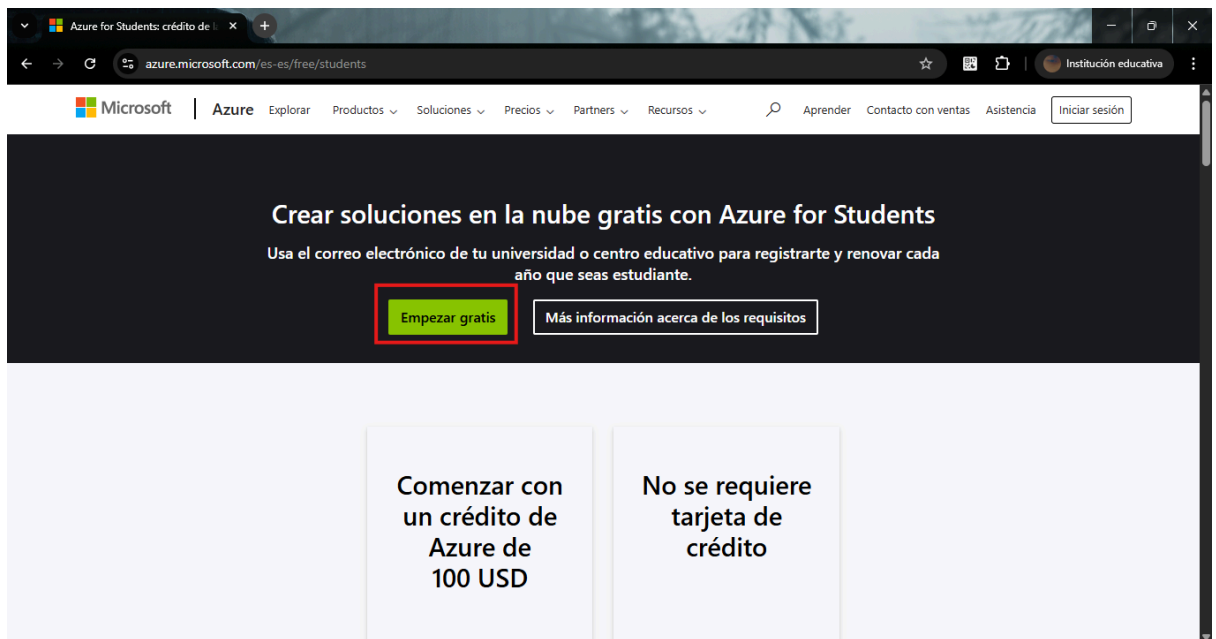 Azure for Students: crédito de l
azure.microsoft.com/es-es/free/students
Institución educativa
Microsoft Azure Explorar Productos Soluciones Precios Partners Recursos Aprender Contacto con ventas Asistencia Iniciar sesión
Crear soluciones en la nube gratis con Azure for Students
Usa el correo electrónico de tu universidad o centro educativo para registrarte y renovar cada
año que seas estudiante.
Empezar gratis
Más información acerca de los requisitos
Comenzar con
un crédito de
Azure de
100 USD
No se requiere
tarjeta de
crédito